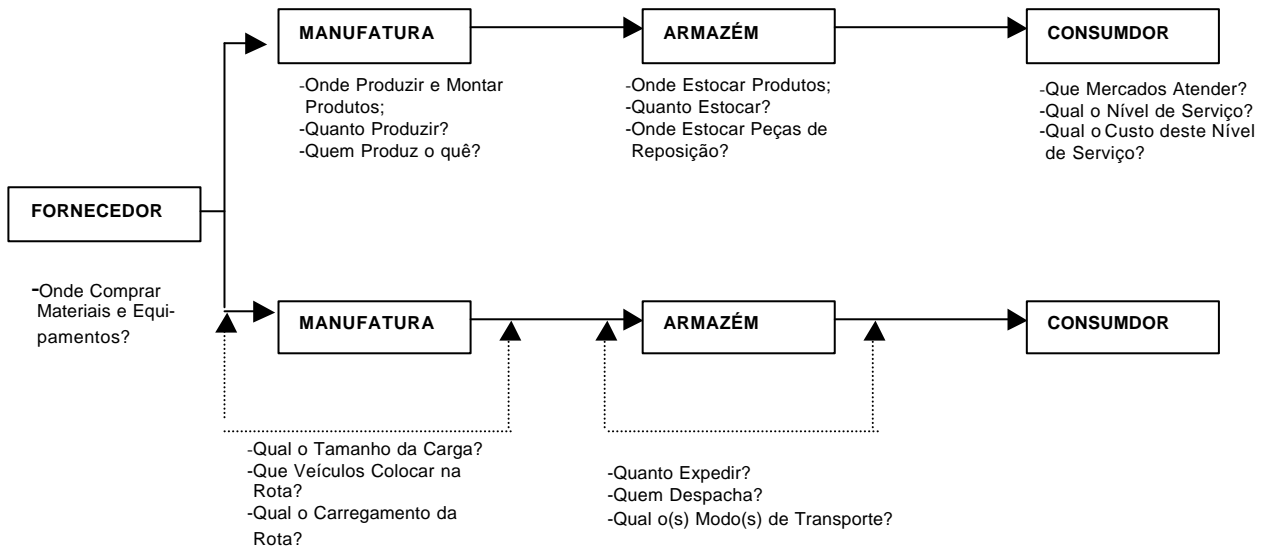 MANUFATURA
ARMAZÉM
CONSUMDOR
-Onde Produzir e Montar
Produtos;
-Quanto Produzir?
-Quem Produz o quê?
-Onde Estocar Produtos;
-Quanto Estocar?
-Onde Estocar Peças de
Reposição?
-Que Mercados Atender?
-Qual o Nível de Serviço?
-Qual o Custo deste Nível
de Serviço?
FORNECEDOR
-Onde Comprar
Materiais e Equi-
pamentos?
MANUFATURA
ARMAZÉM
CONSUMDOR
-Qual o Tamanho da Carga?
-Que Veículos Colocar na
Rota?
-Qual o Carregamento da
Rota?
-Quanto Expedir?
-Quem Despacha?
-Qual o(s) Modo(s) de Transporte?